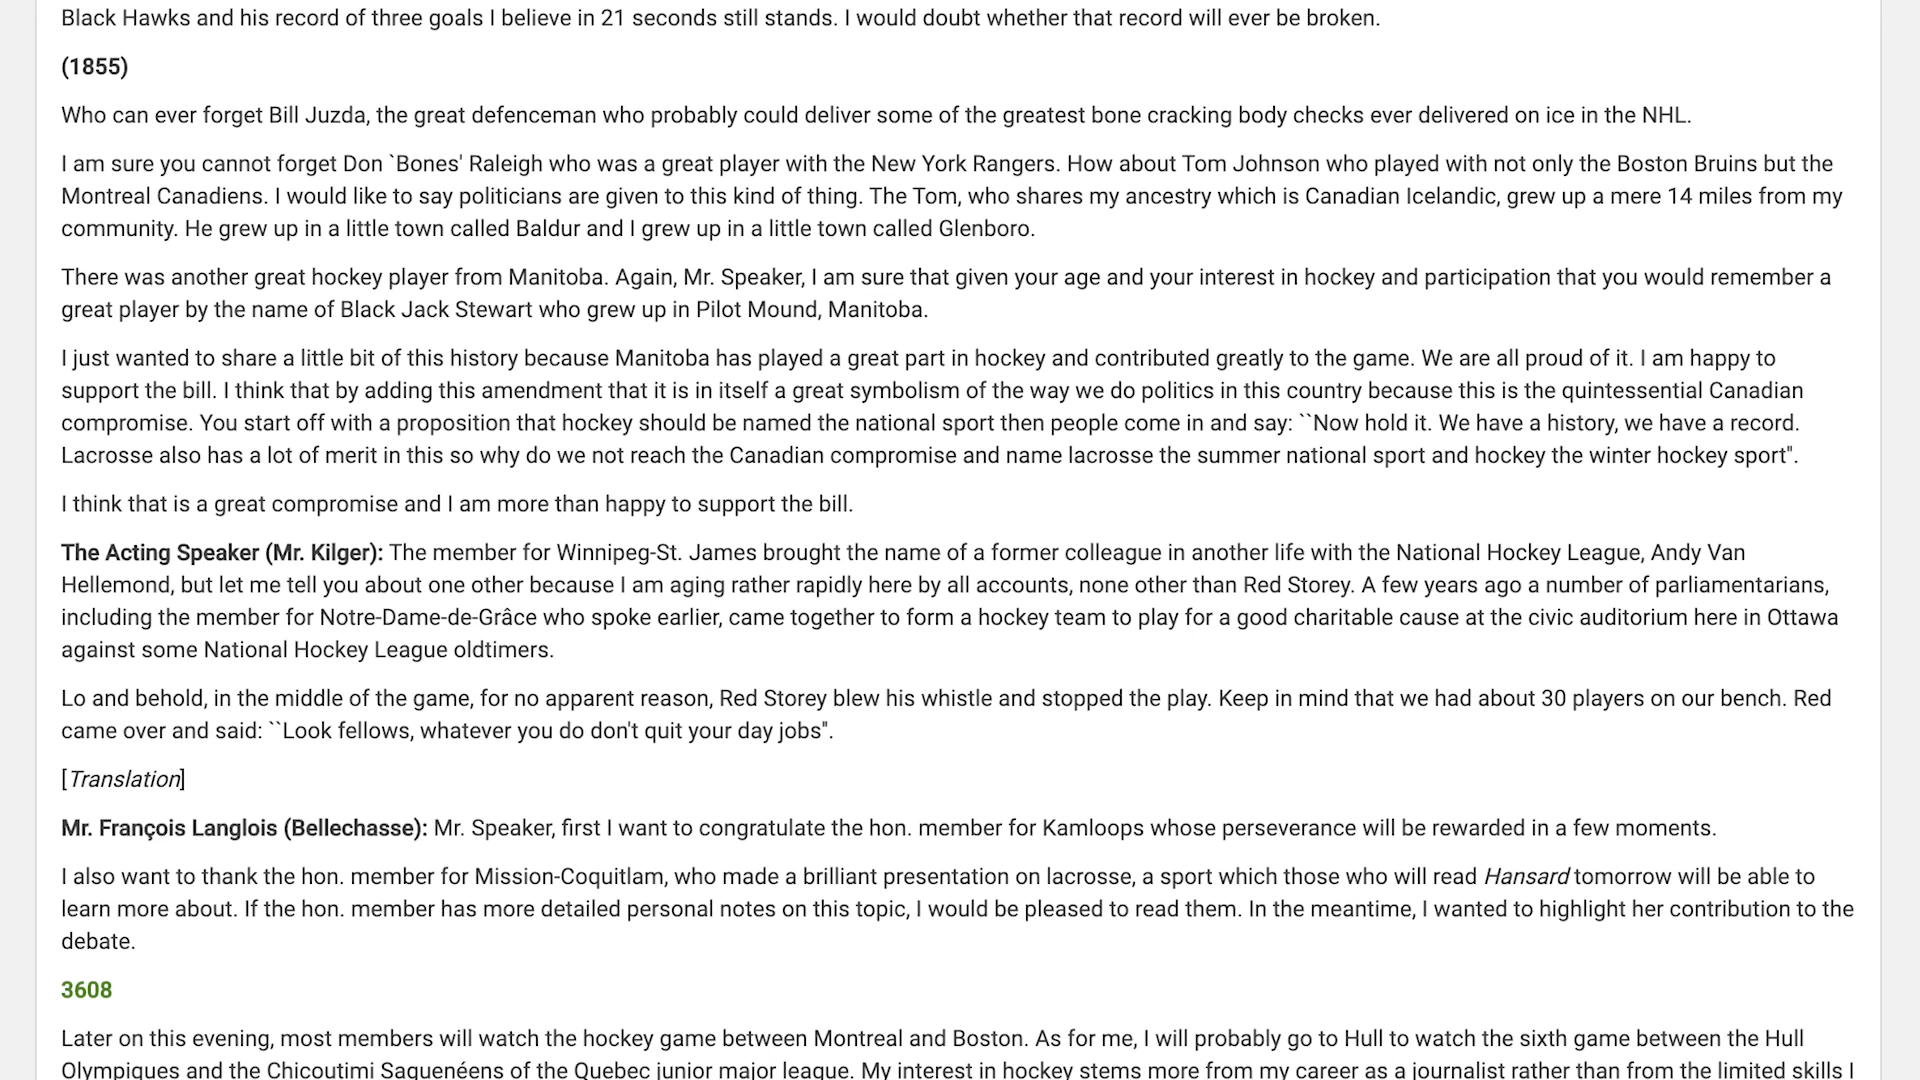 Black Hawks and his record of three goals I believe in 21 seconds still stands. I would doubt whether that record will ever be broken.
(1855)
Who can ever forget Bill Juzda, the great defenceman who probably could deliver some of the greatest bone cracking body checks ever delivered on ice in the NHL.
I am sure you cannot forget Don `Bones' Raleigh who was a great player with the New York Rangers. How about Tom Johnson who played with not only the Boston Bruins but the
Montreal Canadiens. I would like to say politicians are given to this kind of thing. The Tom, who shares my ancestry which is Canadian Icelandic, grew up a mere 14 miles from my
community. He grew up in a little town called Baldur and I grew up in a little town called Glenboro.
There was another great hockey player from Manitoba. Again, Mr. Speaker, I am sure that given your age and your interest in hockey and participation that you would remember a
great player by the name of Black Jack Stewart who grew up in Pilot Mound, Manitoba.
I just wanted to share a little bit of this history because Manitoba has played a great part in hockey and contributed greatly to the game. We are all proud of it. I am happy to
support the bill. I think that by adding this amendment that it is in itself a great symbolism of the way we do politics in this country because this is the quintessential Canadian
compromise. You start off with a proposition that hockey should be named the national sport then people come in and say: ``Now hold it. We have a history, we have a record.
Lacrosse also has a lot of merit in this so why do we not reach the Canadian compromise and name lacrosse the summer national sport and hockey the winter hockey sport".
I think that is a great compromise and I am more than happy to support the bill.
The Acting Speaker (Mr. Kilger): The member for Winnipeg-St. James brought the name of a former colleague in another life with the National Hockey League, Andy Van
Hellemond, but let me tell you about one other because I am aging rather rapidly here by all accounts, none other than Red Storey. A few years ago a number of parliamentarians,
including the member for Notre-Dame-de-Grâce who spoke earlier, came together to form a hockey team to play for a good charitable cause at the civic auditorium here in Ottawa
against some National Hockey League oldtimers.
Lo and behold, in the middle of the game, for no apparent reason, Red Storey blew his whistle and stopped the play. Keep in mind that we had about 30 players on our bench. Red
came over and said: ``Look fellows, whatever you do don't quit your day jobs".
[Translation]
Mr. François Langlois (Bellechasse): Mr. Speaker, first I want to congratulate the hon. member for Kamloops whose perseverance will be rewarded in a few moments.
I also want to thank the hon. member for Mission-Coquitlam, who made a brilliant presentation on lacrosse, a sport which those who will read Hansard tomorrow will be able to
learn more about. If the hon. member has more detailed personal notes on this topic, I would be pleased to read them. In the meantime, I wanted to highlight her contribution to the
debate.
3608
Later on this evening, most members will watch the hockey game between Montreal and Boston. As for me, I will probably go to Hull to watch the sixth game between the Hull
Olympiques and the Chicoutimi Saguenéens of the Quebec junior major league. My interest in hockey stems more from my career as a journalist rather than from the limited skills I